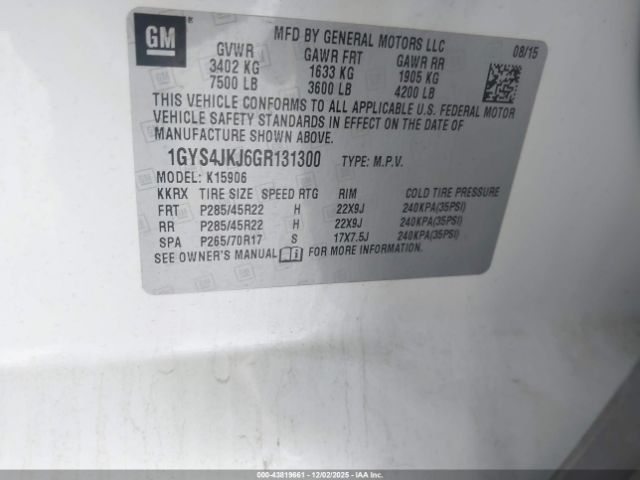 GM
MFD BY GENERAL MOTORS LLC
08/15
GVWR GAWR FRT GAWR RR
3402 KG 1633 KG 1905 KG
7500 LB 3600 LB 4200 LB
THIS VEHICLE CONFORMS TO ALL APPLICABLE U.S. FEDERAL MOTOR
VEHICLE SAFETY STANDARDS IN EFFECT ON THE DATE OF
MANUFACTURE SHOWN ABOVE.
1GYS4JKJ6GR131300 TYPE: M.P.V.
MODEL: K15906
KKRX TIRE SIZE SPEED RTG RIM COLD TIRE PRESSURE
FRT P285/45R22 H 22X9J 240KPA(35PSI)
RR P285/45R22 H 22X9J 240KPA(35PSI)
SPA P265/70R17 S 17X7.5J 240KPA(35PSI)
SEE OWNER'S MANUAL FOR MORE INFORMATION.
000-43819661 - 12/02/2025 - IAAI.COM